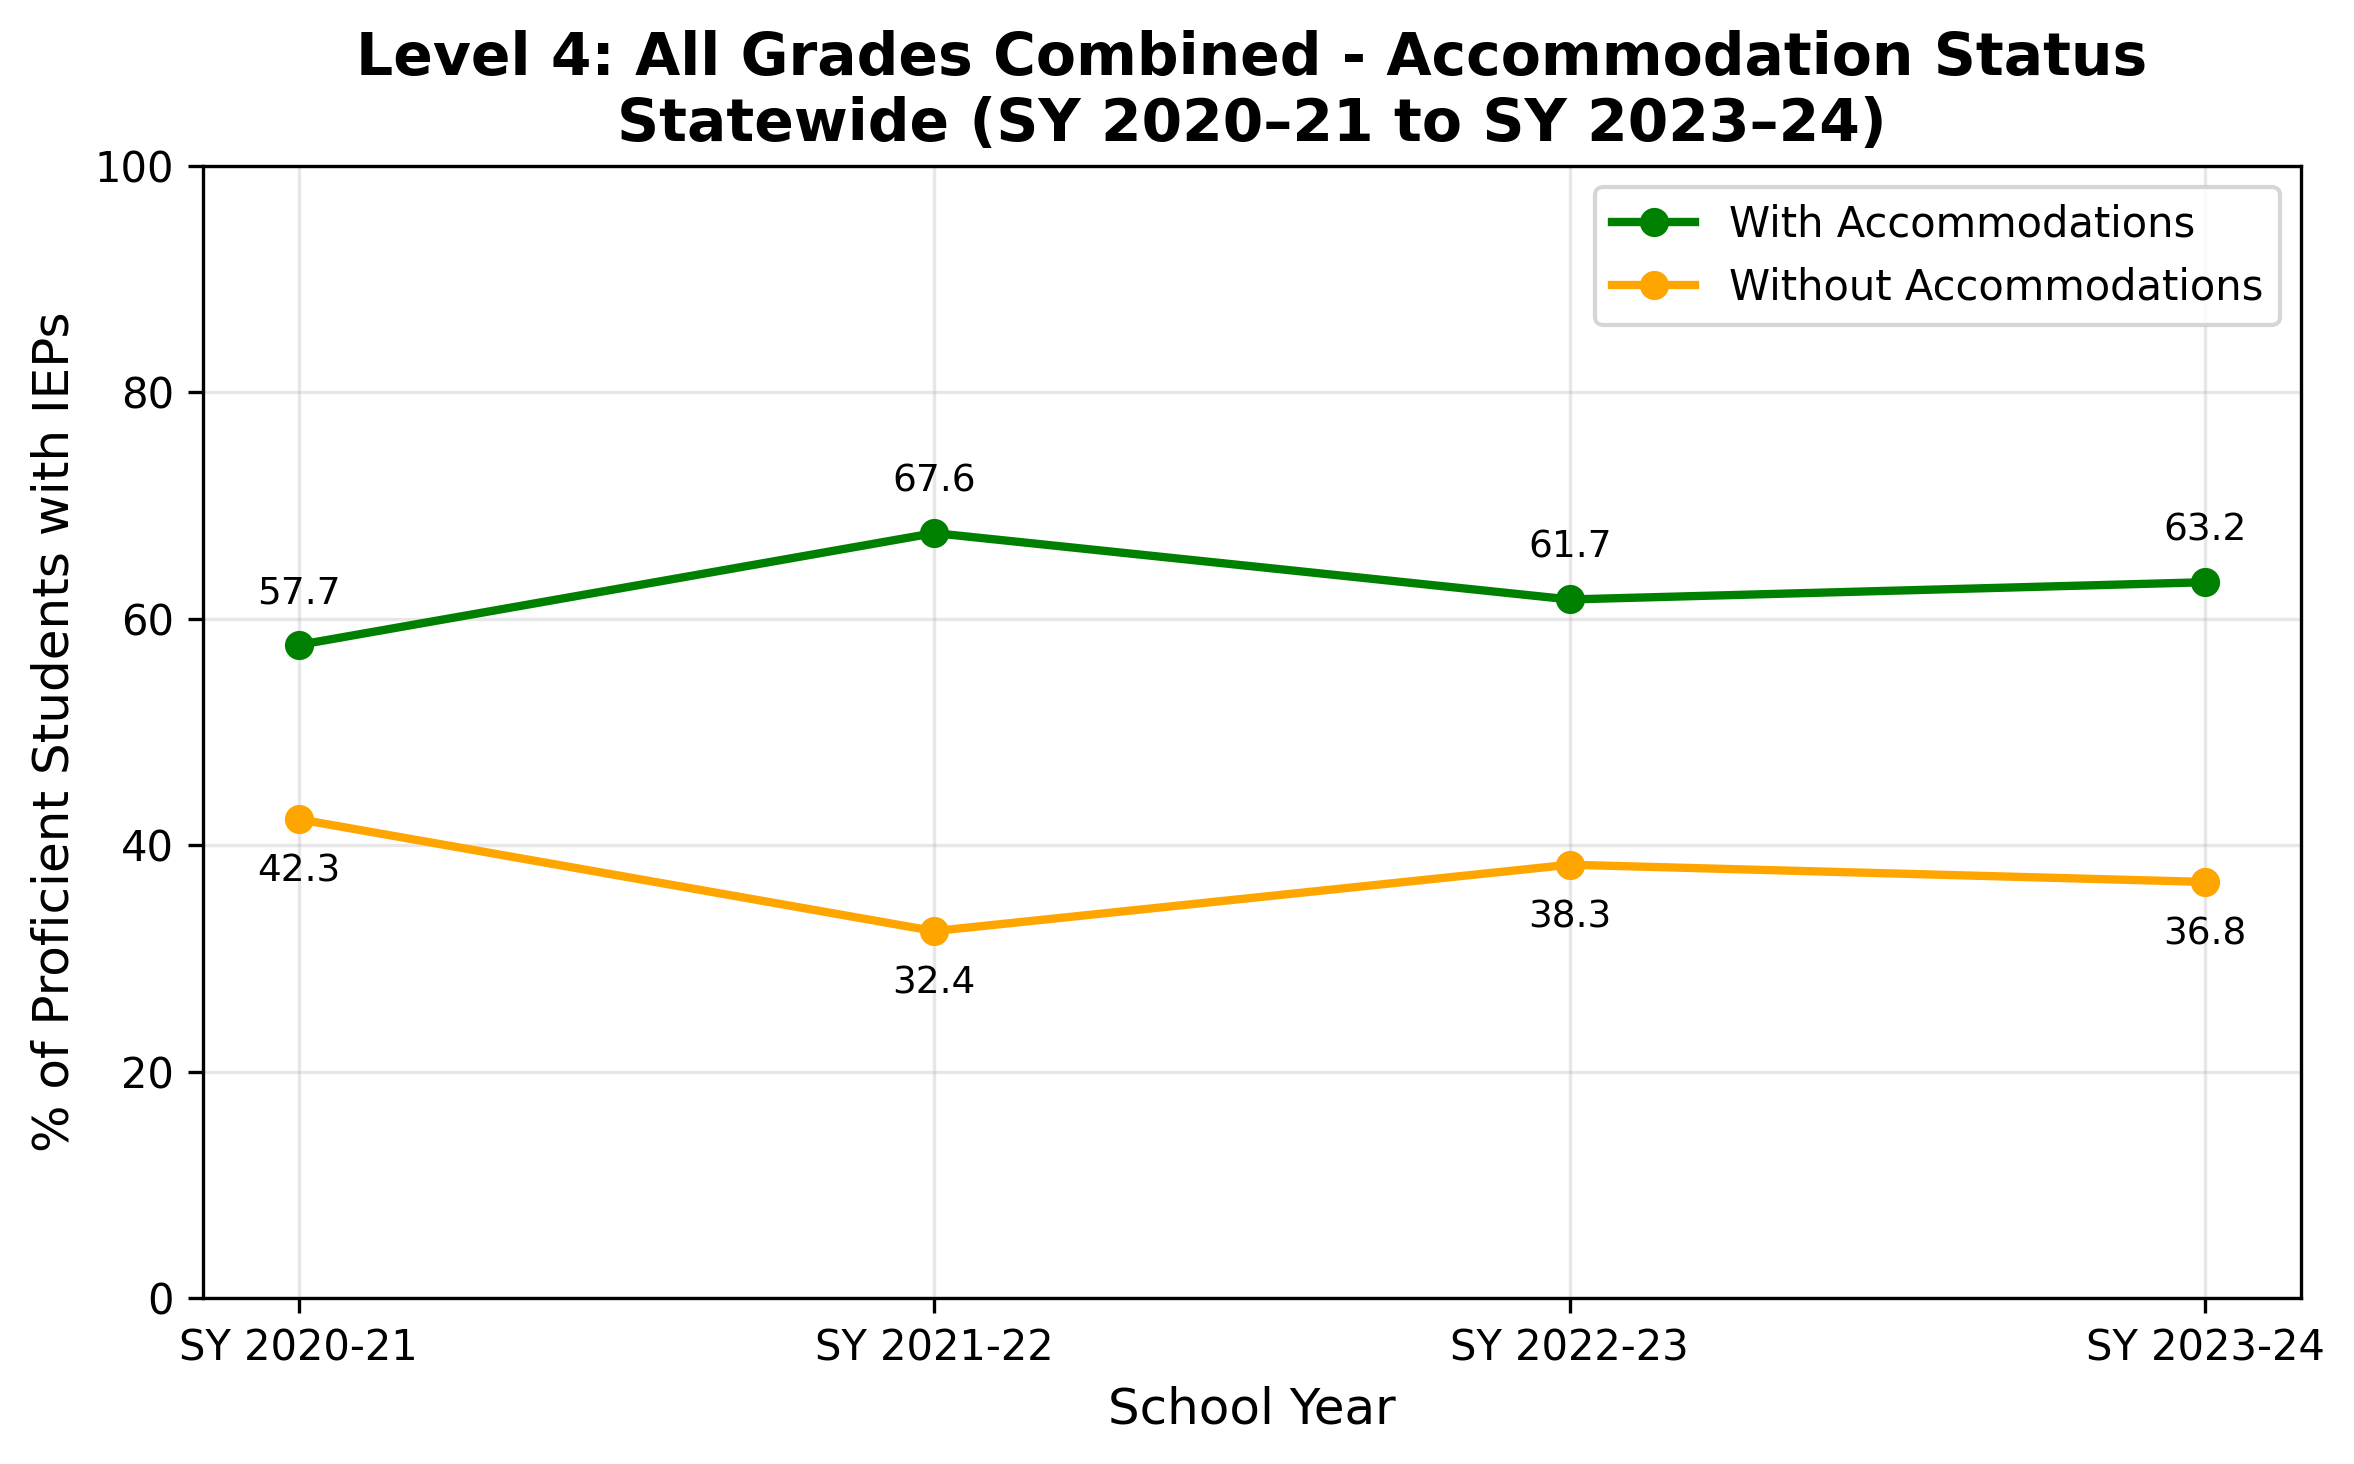 Level 4: All Grades Combined - Accommodation Status
Statewide (SY 2020–21 to SY 2023–24)
With Accommodations
Without Accommodations
% of Proficient Students with IEPs
100
80
60
40
20
0
57.7
67.6
61.7
63.2
42.3
32.4
38.3
36.8
SY 2020-21
SY 2021-22
SY 2022-23
SY 2023-24
School Year